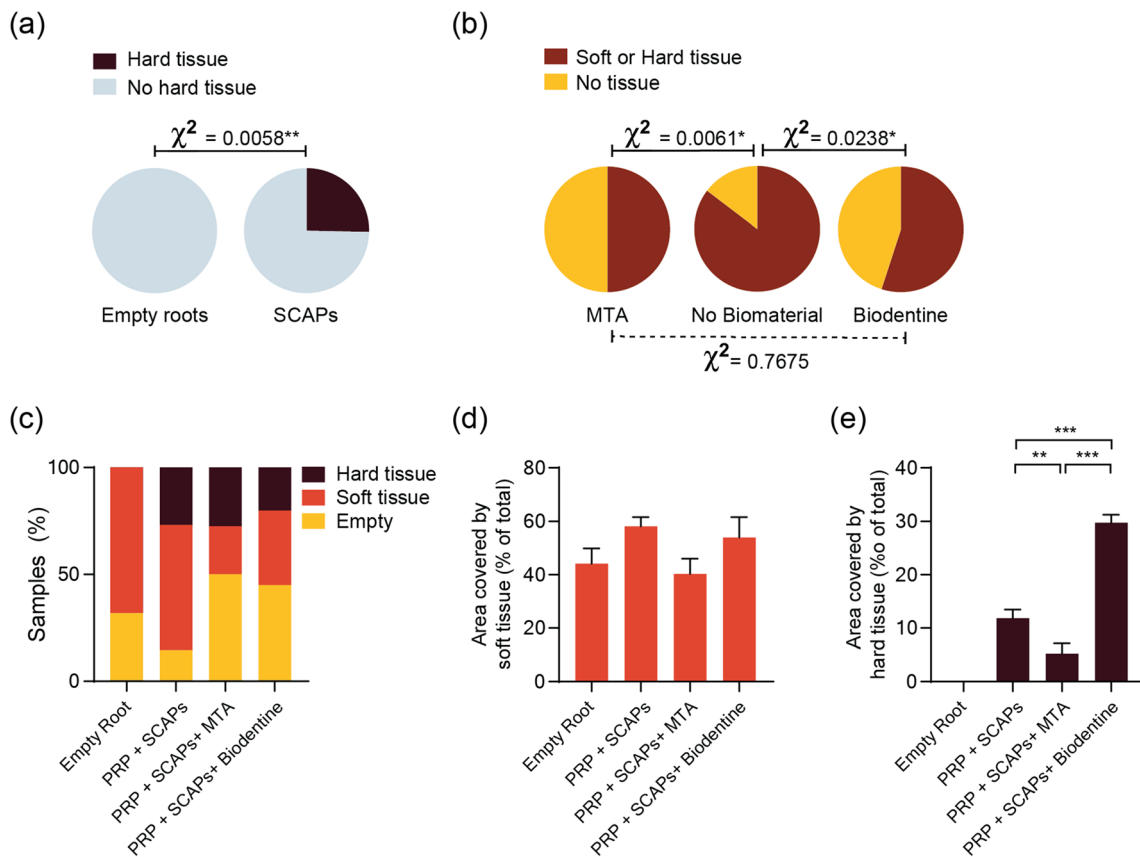 (a)
Hard tissue
No hard tissue
χ² = 0.0058**
Empty roots
SCAPs
(b)
Soft or Hard tissue
No tissue
χ² = 0.0061*
χ² = 0.0238*
MTA
No Biomaterial
Biodentine
χ² = 0.7675
(c)
Samples (%)
100
50
0
Hard tissue
Soft tissue
Empty
Empty Root
PRP + SCAPs
PRP + SCAPs+ MTA
PRP + SCAPs+ Biodentine
(d)
Area covered by
soft tissue (% of total)
80
60
40
20
0
Empty Root
PRP + SCAPs
PRP + SCAPs+ MTA
PRP + SCAPs+ Biodentine
(e)
Area covered by
hard tissue (%o of total)
40
30
20
10
0
***
**
***
Empty Root
PRP + SCAPs
PRP + SCAPs+ MTA
PRP + SCAPs+ Biodentine